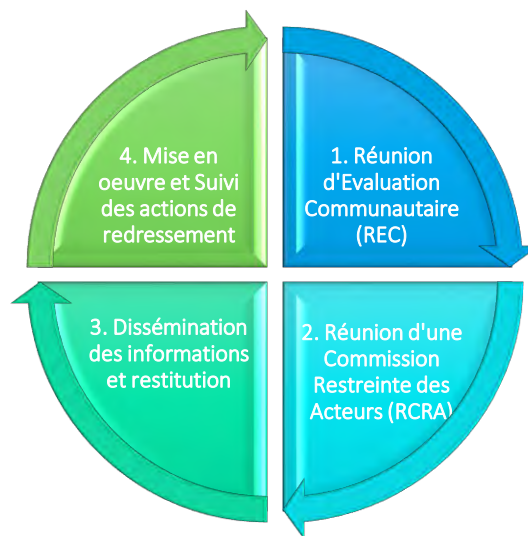 1. Réunion
d'Evaluation
Communautaire
(REC)
2. Réunion d'une
Commission
Restreinte des
Acteurs (RCRA)
3. Dissémination
des informations
et restitution
4. Mise en
oeuvre et Suivi
des actions de
redressement